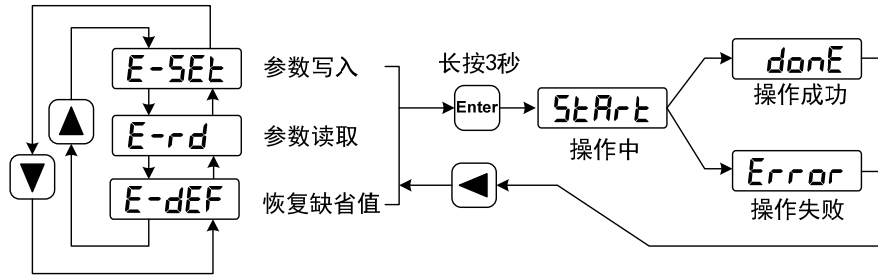 E-SEt 参数写入
E-rd 参数读取
E-dEF 恢复缺省值
长按3秒
Enter
StArt
操作中
donE
操作成功
Error
操作失败